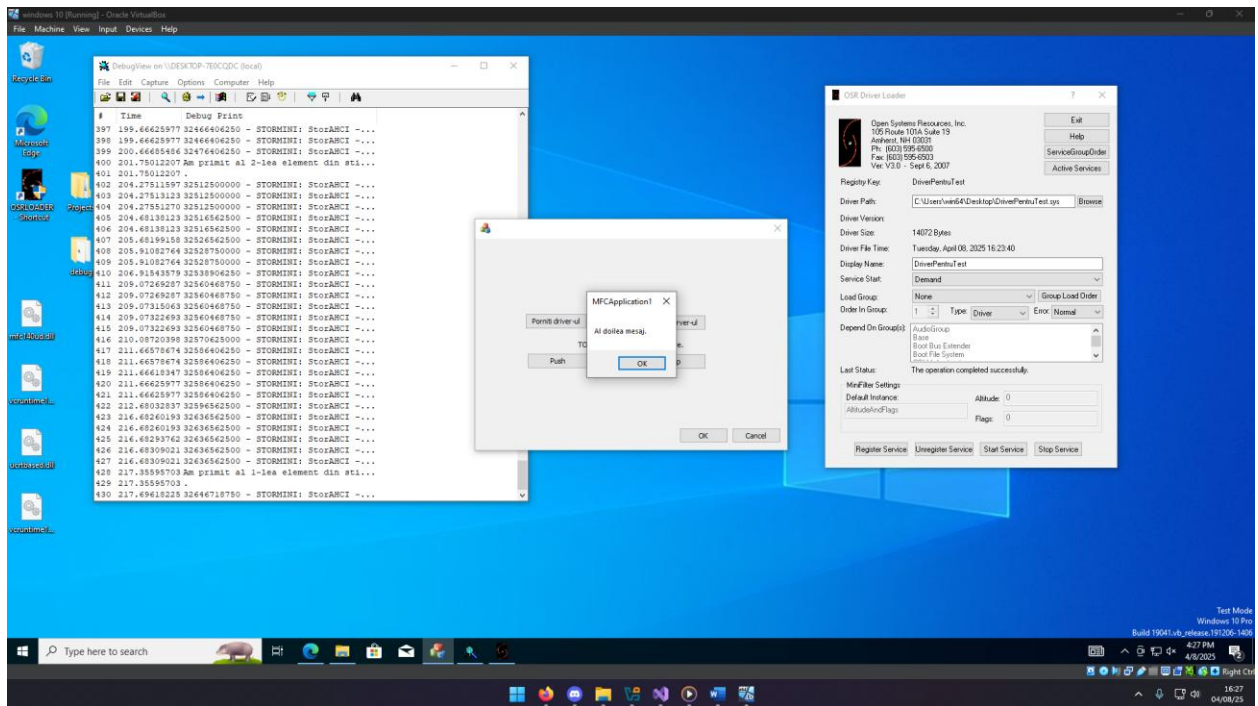 windows 10 [Running] - Oracle VirtualBox
File Machine View Input Devices Help
Recycle Bin
Microsoft Edge
OSRLOADER - Shortcut
Project
debug
DebugView on \\DESKTOP-7E0CQDC (local)
File Edit Capture Options Computer Help
# Time Debug Print
397 199.66625977 32466406250 - STORMINI: StorAHCI -...
398 199.66625977 32466406250 - STORMINI: StorAHCI -...
399 200.66685486 32476406250 - STORMINI: StorAHCI -...
400 201.75012207 Am primit al 2-lea element din sti...
401 201.75012207 .
402 204.27511597 32512500000 - STORMINI: StorAHCI -...
403 204.27513123 32512500000 - STORMINI: StorAHCI -...
404 204.27551270 32512500000 - STORMINI: StorAHCI -...
405 204.68138123 32516562500 - STORMINI: StorAHCI -...
406 204.68138123 32516562500 - STORMINI: StorAHCI -...
407 205.68199158 32526562500 - STORMINI: StorAHCI -...
408 205.91082764 32528750000 - STORMINI: StorAHCI -...
409 205.91082764 32528750000 - STORMINI: StorAHCI -...
410 206.91543579 32538906250 - STORMINI: StorAHCI -...
411 209.07269287 32560468750 - STORMINI: StorAHCI -...
412 209.07269287 32560468750 - STORMINI: StorAHCI -...
413 209.07315063 32560468750 - STORMINI: StorAHCI -...
414 209.07322693 32560468750 - STORMINI: StorAHCI -...
415 209.07322693 32560468750 - STORMINI: StorAHCI -...
416 210.08720398 32570625000 - STORMINI: StorAHCI -...
417 211.66578674 32586406250 - STORMINI: StorAHCI -...
418 211.66578674 32586406250 - STORMINI: StorAHCI -...
419 211.66618347 32586406250 - STORMINI: StorAHCI -...
420 211.66625977 32586406250 - STORMINI: StorAHCI -...
421 211.66625977 32586406250 - STORMINI: StorAHCI -...
422 212.68032837 32596562500 - STORMINI: StorAHCI -...
423 216.68260193 32636562500 - STORMINI: StorAHCI -...
424 216.68260193 32636562500 - STORMINI: StorAHCI -...
425 216.68293762 32636562500 - STORMINI: StorAHCI -...
426 216.68309021 32636562500 - STORMINI: StorAHCI -...
427 216.68309021 32636562500 - STORMINI: StorAHCI -...
428 217.35595703 Am primit al 1-lea element din sti...
429 217.35595703 .
430 217.69618225 32646718750 - STORMINI: StorAHCI -...
Porniti driver-ul
Push
MFCApplication1
Al doilea mesaj.
OK
OK Cancel
OSR Driver Loader
Open Systems Resources, Inc.
105 Route 101A Suite 19
Amherst, NH 03031
Ph: (603) 595-6500
Fax: (603) 595-6503
Ver: V3.0 - Sept 6, 2007
Exit
Help
ServiceGroupOrder
Active Services
Registry Key: DriverPentruTest
Driver Path: C:\Users\win64\Desktop\DriverPentruTest.sys Browse
Driver Version:
Driver Size: 14072 Bytes
Driver File Time: Tuesday, April 08, 2025 16:23:40
Display Name: DriverPentruTest
Service Start: Demand
Load Group: None Group Load Order
Order In Group: 1 Type: Driver Error: Normal
Depend On Group(s): AudioGroup
Base
Boot Bus Extender
Boot File System
Last Status: The operation completed successfully.
MiniFilter Settings
Default Instance: Altitude: 0
AltitudeAndFlags
Flags: 0
Register Service Unregister Service Start Service Stop Service
Test Mode
Windows 10 Pro
Build 19041.vb_release.191206-1406
Type here to search
4:27 PM
4/8/2025
Right Ctrl
16:27
04/08/25